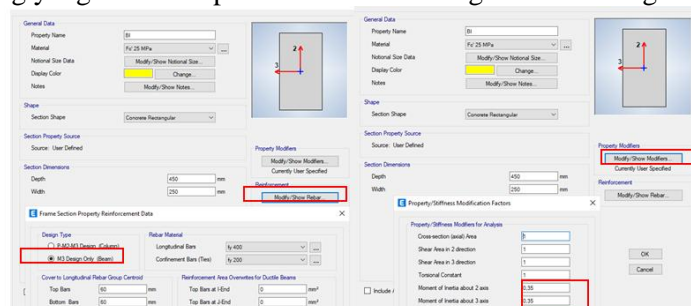 General Data
Property Name BI
Material Fc' 25 MPa ...
Notional Size Data Modify/Show Notional Size...
Display Color Change...
Notes Modify/Show Notes...
2
3
Shape
Section Shape Concrete Rectangular
Section Property Source
Source: User Defined
Property Modifiers
Modify/Show Modifiers...
Currently User Specified
Section Dimensions
Depth 450 mm
Width 250 mm
Reinforcement
Modify/Show Rebar...
Frame Section Property Reinforcement Data
Design Type
P-M2-M3 Design (Column)
M3 Design Only (Beam)
Rebar Material
Longitudinal Bars fy 400 ...
Confinement Bars (Ties) fy 200 ...
Cover to Longitudinal Rebar Group Centroid
Top Bars 60 mm
Bottom Bars 60 mm
Reinforcement Area Overwrites for Ductile Beams
Top Bars at I-End 0 mm²
Top Bars at J-End 0
General Data
Property Name BI
Material Fc' 25 MPa ...
Notional Size Data Modify/Show Notional Size...
Display Color Change...
Notes Modify/Show Notes...
2
3
Shape
Section Shape Concrete Rectangular
Section Property Source
Source: User Defined
Property Modifiers
Modify/Show Modifiers...
Currently User Specified
Section Dimensions
Depth 450 mm
Width 250 mm
Reinforcement
Modify/Show Rebar...
OK
Cancel
Property/Stiffness Modification Factors
Property/Stiffness Modifiers for Analysis
Cross-section (axial) Area
Shear Area in 2 direction 1
Shear Area in 3 direction 1
Torsional Constant 1
Moment of Inertia about 2 axis 0.35
Moment of Inertia about 3 axis 0.35
Include